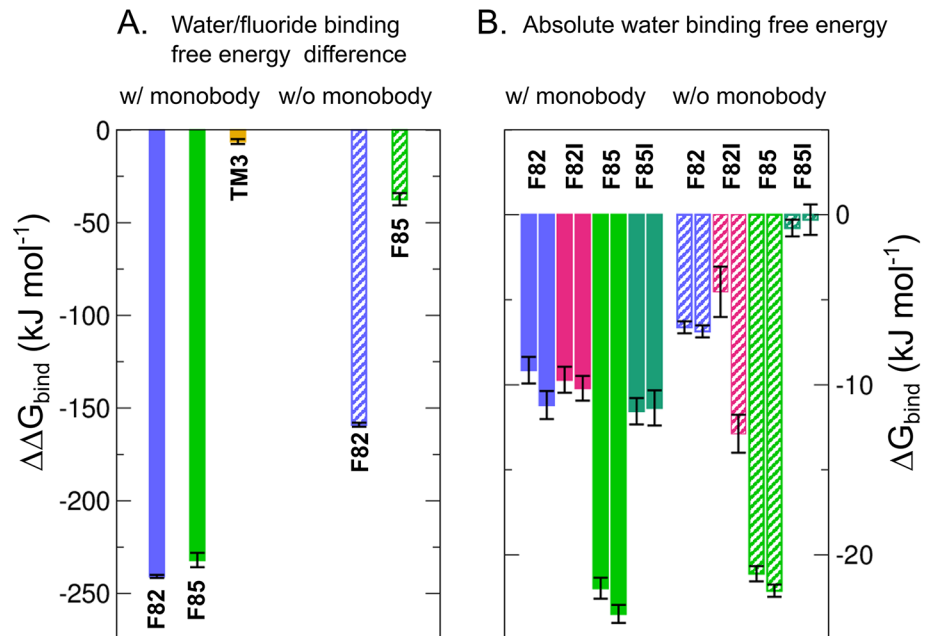 A. Water/fluoride binding
free energy difference
w/ monobody w/o monobody
0
-50
-100
-150
-200
-250
ΔΔGbind (kJ mol-1)
F82
F85
TM3
F82
F85
B. Absolute water binding free energy
w/ monobody w/o monobody
F82
F82I
F85
F85I
F82
F82I
F85
F85I
0
-10
-20
ΔGbind (kJ mol-1)